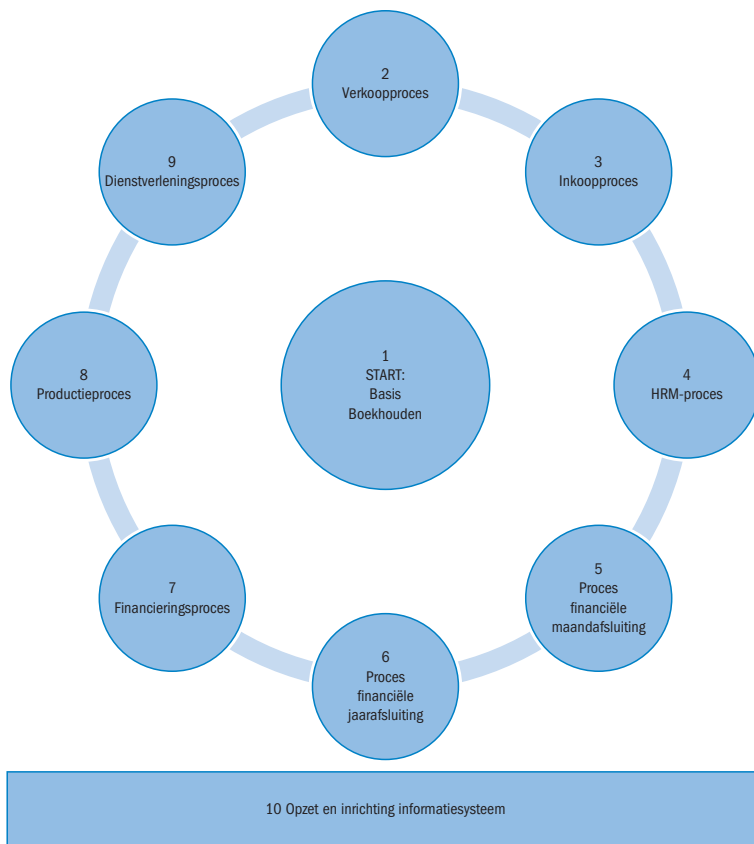 2
Verkoopproces
3
Inkoopproces
4
HRM-proces
5
Proces
financiële
maandafsluiting
6
Proces
financiële
jaarafsluiting
7
Financieringsproces
8
Productieproces
9
Dienstverleningsproces
1
START:
Basis
Boekhouden
10 Opzet en inrichting informatiesysteem